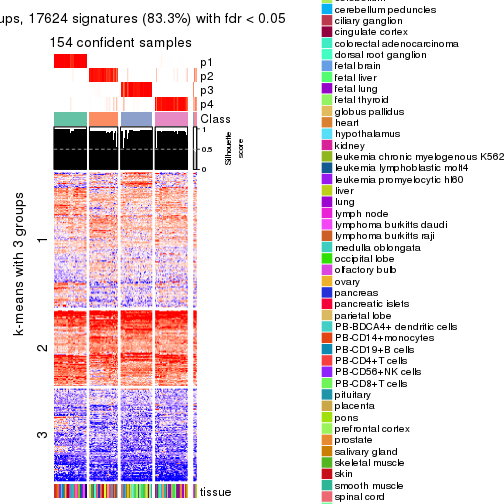 ups, 17624 signatures (83.3%) with fdr < 0.05
154 confident samples
p1
p2
p3
p4
Class
1
0.5
0
Silhouette
score
k-means with 3 groups
1
2
3
tissue
cerebellum peduncles
ciliary ganglion
cingulate cortex
colorectal adenocarcinoma
dorsal root ganglion
fetal brain
fetal liver
fetal lung
fetal thyroid
globus pallidus
heart
hypothalamus
kidney
leukemia chronic myelogenous K562
leukemia lymphoblastic molt4
leukemia promyelocytic hl60
liver
lung
lymph node
lymphoma burkitts daudi
lymphoma burkitts raji
medulla oblongata
occipital lobe
olfactory bulb
ovary
pancreas
pancreatic islets
parietal lobe
PB-BDCA4+ dendritic cells
PB-CD14+monocytes
PB-CD19+B cells
PB-CD4+T cells
PB-CD56+NK cells
PB-CD8+T cells
pituitary
placenta
pons
prefrontal cortex
prostate
salivary gland
skeletal muscle
skin
smooth muscle
spinal cord